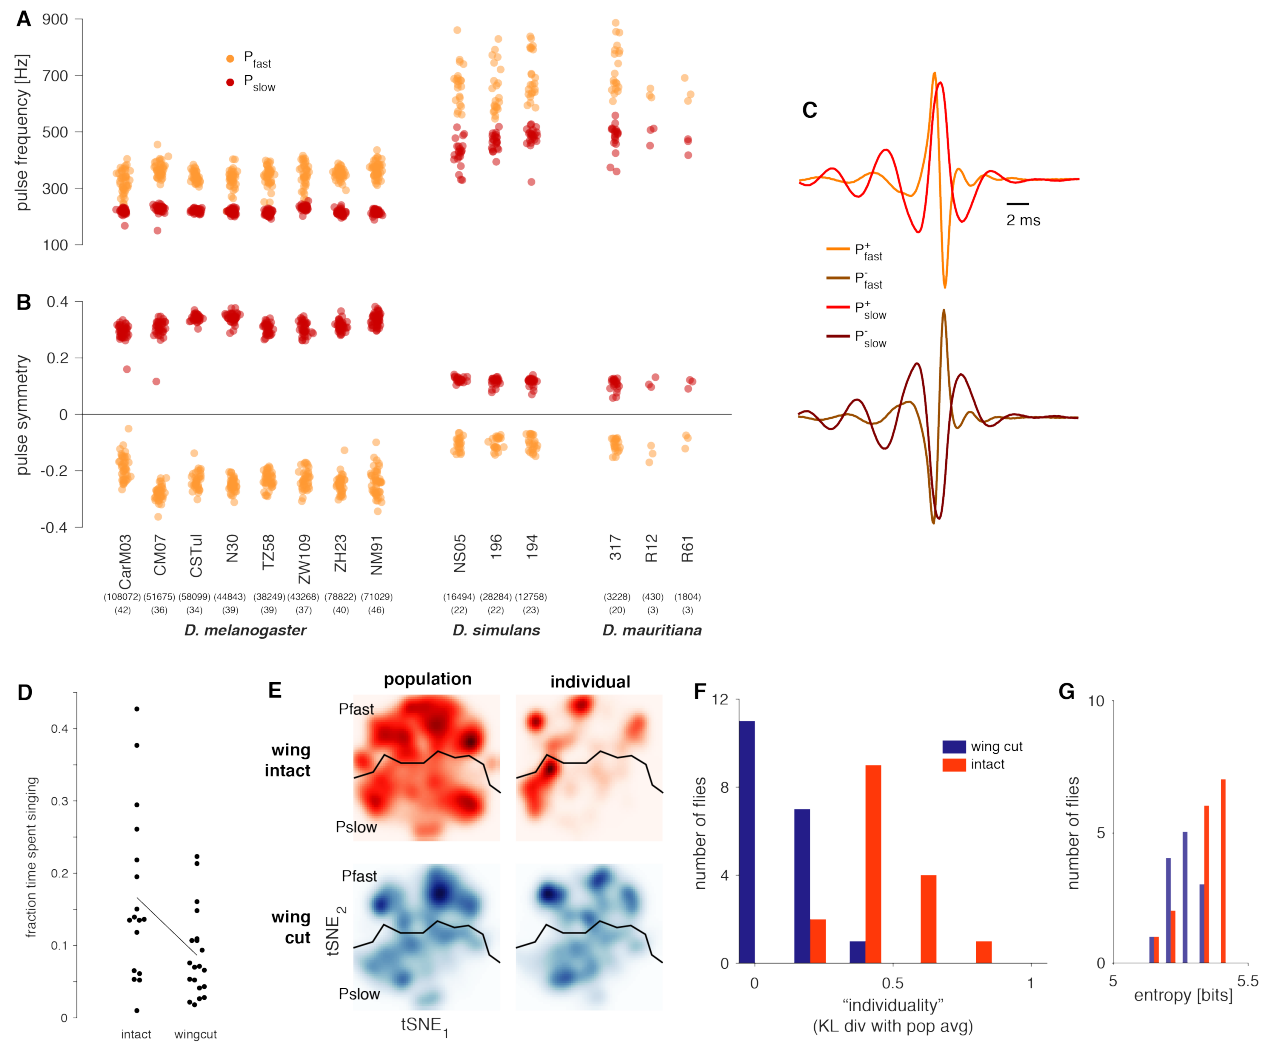 A
900
700
500
300
100
pulse frequency [Hz]
Pfast
Pslow
B
0.4
0.2
0
-0.2
-0.4
pulse symmetry
CarM03
CM07
CSTul
N30
TZ58
ZW109
ZH23
NM91
NS05
196
194
317
R12
R61
(108072) (51675) (58099) (44843) (38249) (43268) (78822) (71029) (16494) (28284) (12758) (3228) (430) (1804)
(42) (36) (34) (39) (39) (37) (40) (46) (22) (22) (23) (20) (3) (3)
D. melanogaster
D. simulans
D. mauritiana
C
2 ms
P+fast
P-fast
P+slow
P-slow
D
0.4
0.3
0.2
0.1
0
fraction time spent singing
intact
wingcut
E
population
individual
wing
intact
Pfast
Pslow
wing
cut
Pfast
Pslow
tSNE2
tSNE1
F
12
8
4
0
number of flies
wing cut
intact
0
0.5
1
“individuality”
(KL div with pop avg)
G
10
5
0
number of flies
5
5.5
entropy [bits]